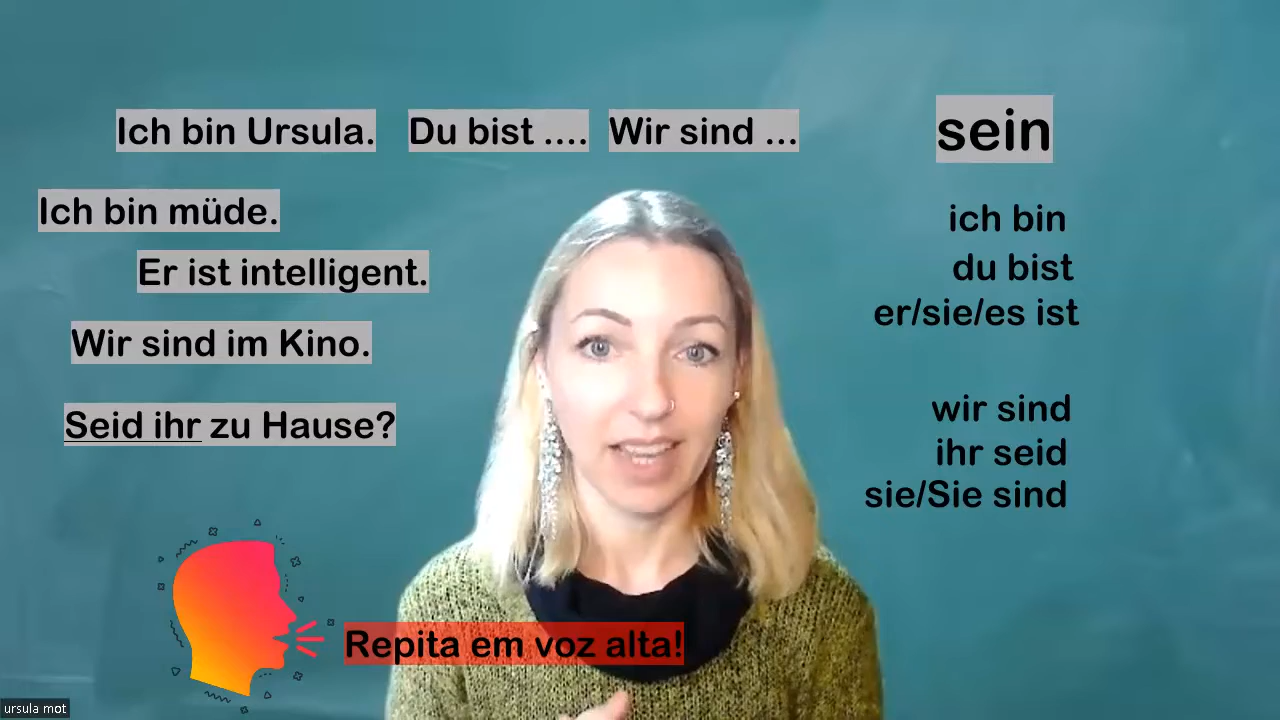 Ich bin Ursula. Du bist .... Wir sind ...
sein
Ich bin müde.
Er ist intelligent.
Wir sind im Kino.
Seid ihr zu Hause?
ich bin
du bist
er/sie/es ist
wir sind
ihr seid
sie/Sie sind
Repita em voz alta!
ursula mot